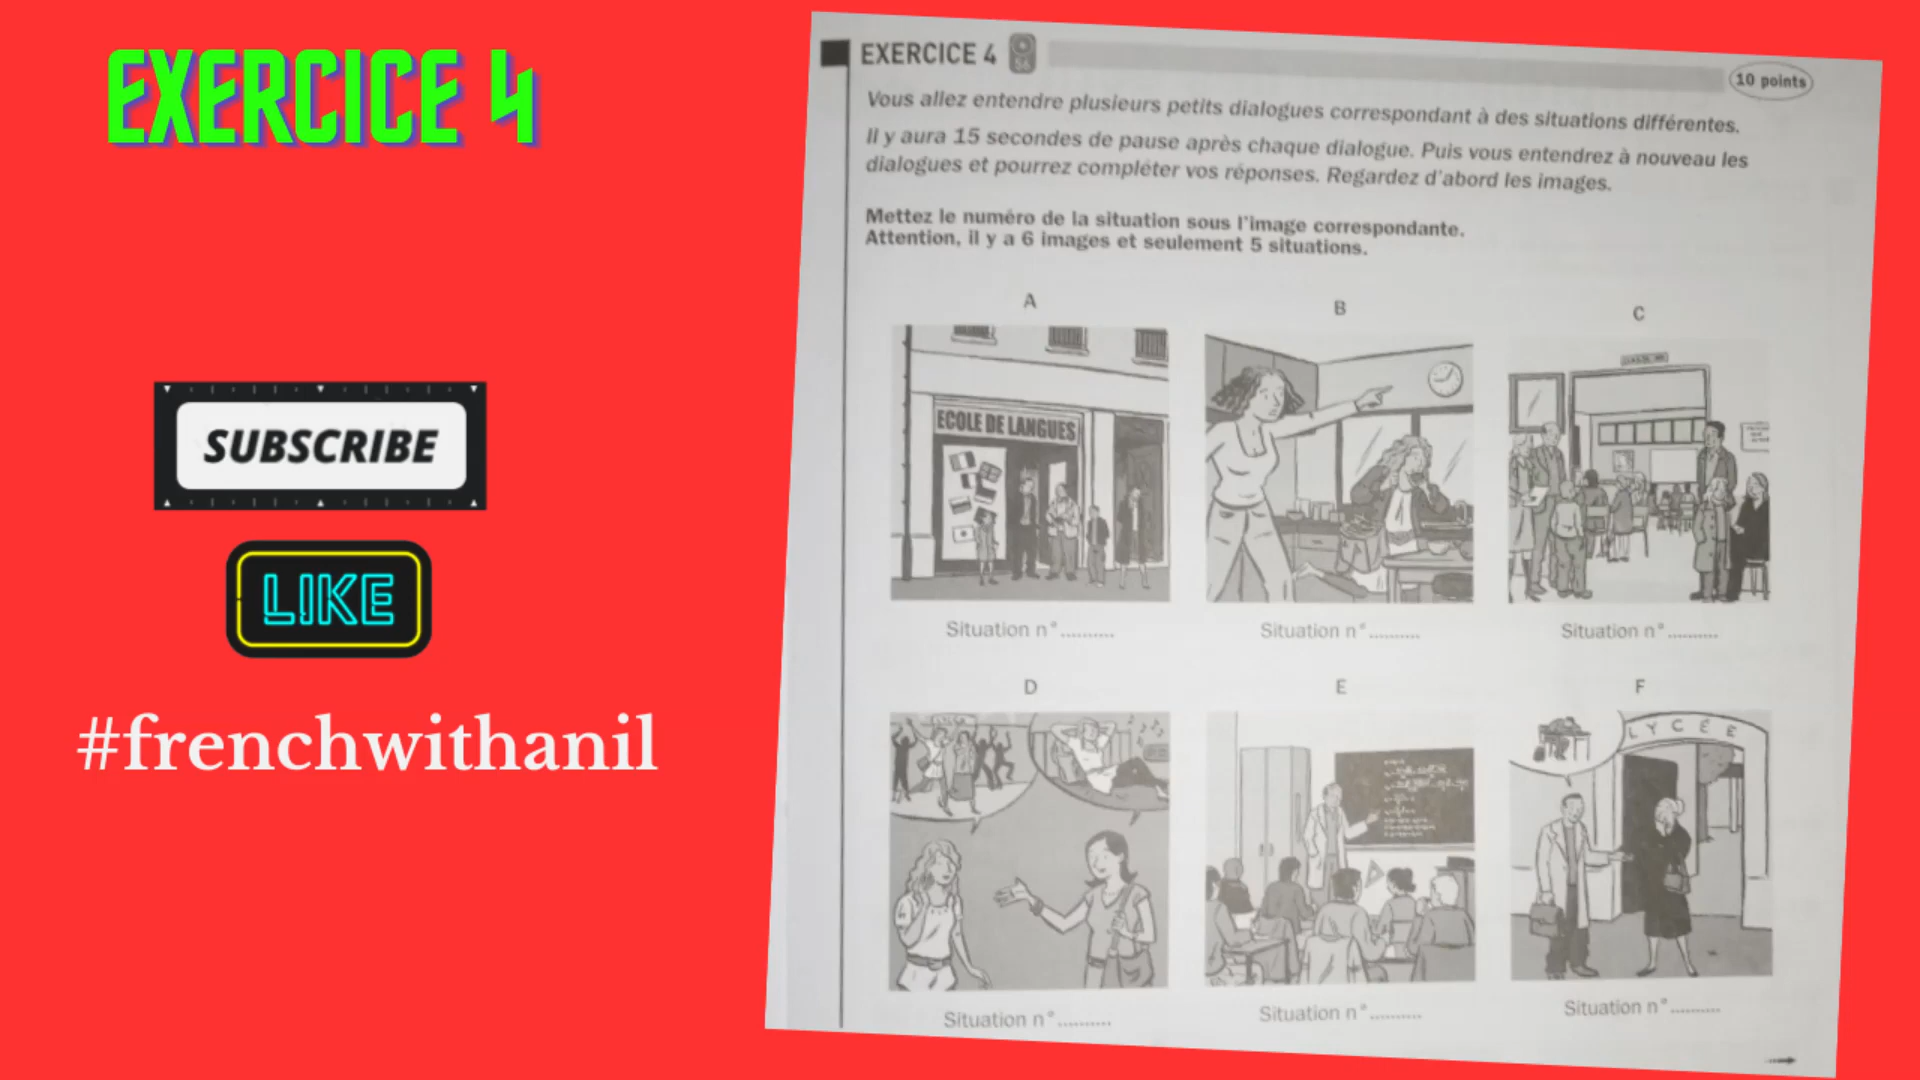 EXERCICE 4
SUBSCRIBE
LIKE
#frenchwithanil
EXERCICE 4
56
10 points
Vous allez entendre plusieurs petits dialogues correspondant à des situations différentes.
Il y aura 15 secondes de pause après chaque dialogue. Puis vous entendrez à nouveau les
dialogues et pourrez compléter vos réponses. Regardez d'abord les images.
Mettez le numéro de la situation sous l'image correspondante.
Attention, il y a 6 images et seulement 5 situations.
A
B
C
ECOLE DE LANGUES
Situation n°..........
Situation n°..........
Situation n°..........
D
E
F
LYCÉE
Situation n°..........
Situation n°..........
Situation n°..........